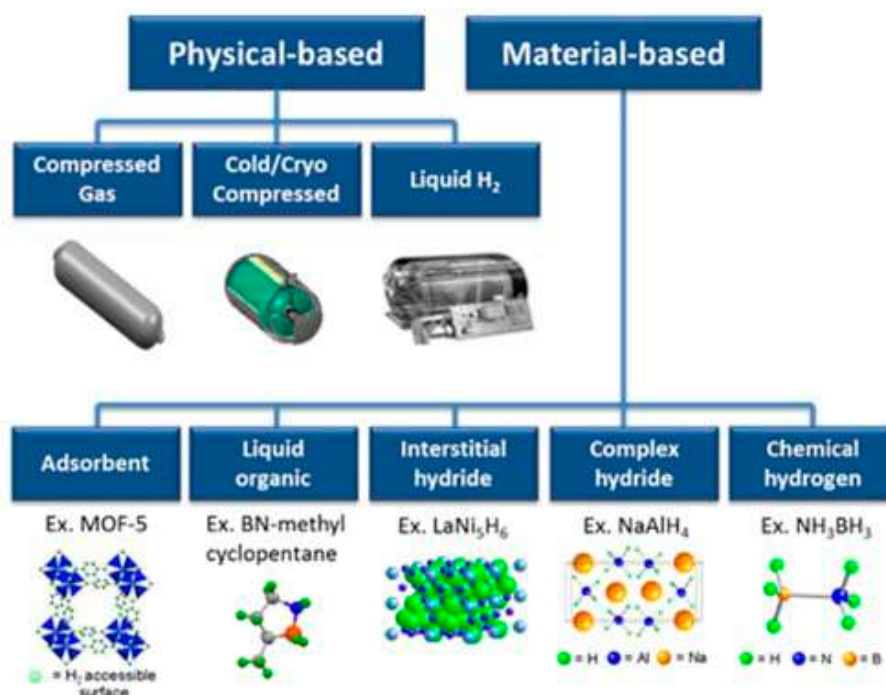 Physical-based
Material-based
Compressed
Gas
Cold/Cryo
Compressed
Liquid H₂
Adsorbent
Liquid
organic
Interstitial
hydride
Complex
hydride
Chemical
hydrogen
Ex. MOF-5
Ex. BN-methyl
cyclopentane
Ex. LaNi₅H₆
Ex. NaAlH₄
Ex. NH₃BH₃
= H₂ accessible
surface
= H = Al = Na
= H = N = B